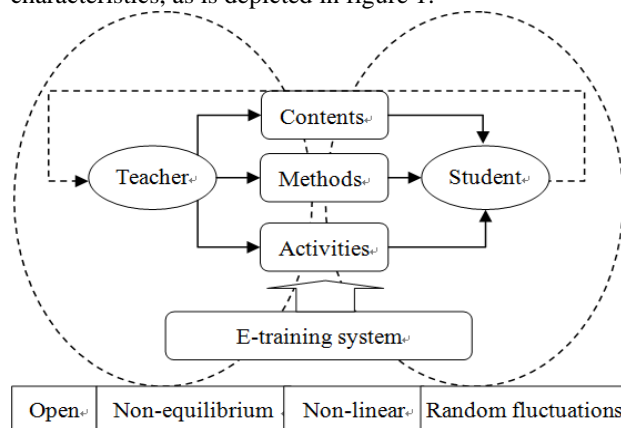 characteristics, as is depicted in figure 1.
Contents
Teacher
Methods
Student
Activities
E-training system
Open
Non-equilibrium
Non-linear
Random fluctuations